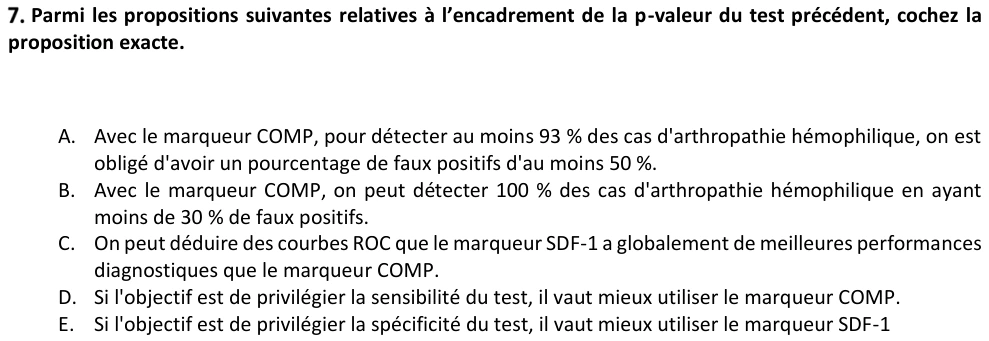 7. Parmi les propositions suivantes relatives à l’encadrement de la p-valeur du test précédent, cochez la
proposition exacte.
A. Avec le marqueur COMP, pour détecter au moins 93 % des cas d'arthropathie hémophilique, on est
obligé d'avoir un pourcentage de faux positifs d'au moins 50 %.
B. Avec le marqueur COMP, on peut détecter 100 % des cas d'arthropathie hémophilique en ayant
moins de 30 % de faux positifs.
C. On peut déduire des courbes ROC que le marqueur SDF-1 a globalement de meilleures performances
diagnostiques que le marqueur COMP.
D. Si l'objectif est de privilégier la sensibilité du test, il vaut mieux utiliser le marqueur COMP.
E. Si l'objectif est de privilégier la spécificité du test, il vaut mieux utiliser le marqueur SDF-1